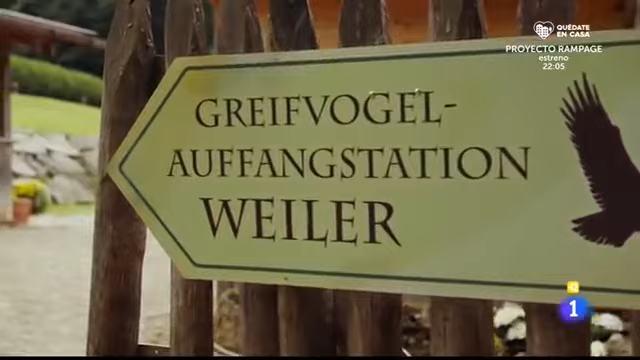 QUÉDATE
EN CASA
PROYECTO RAMPAGE
estreno
22:05
GREIFVOGEL-
AUFFANGSTATION
WEILER
1